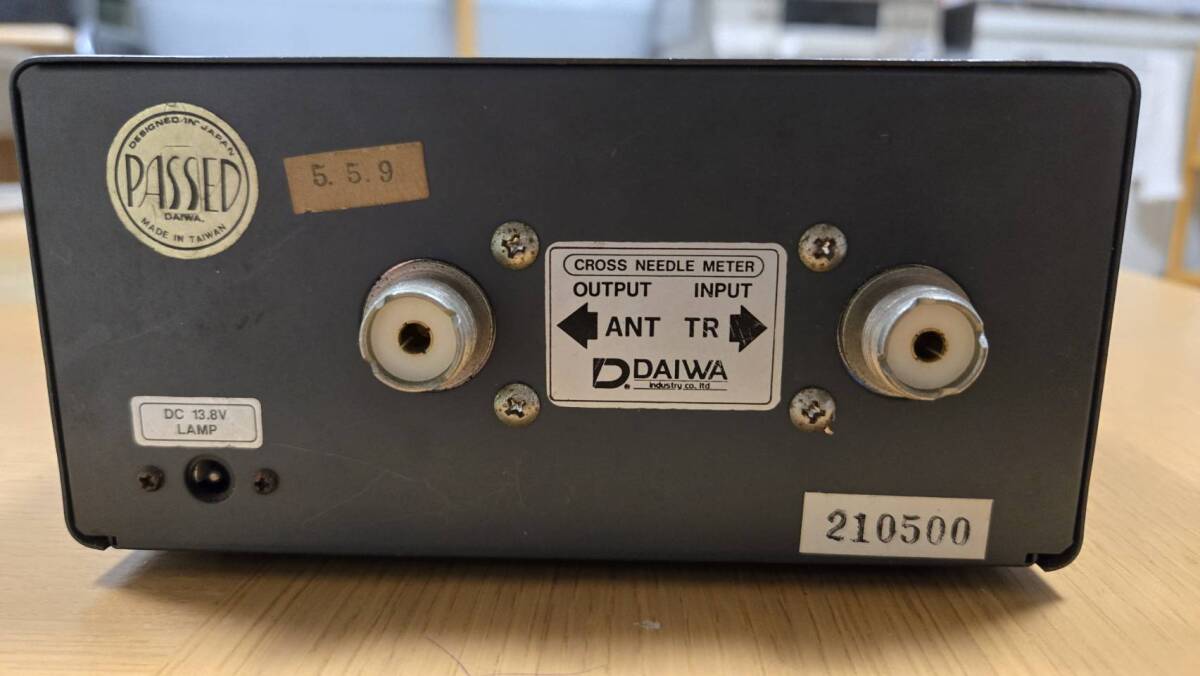 DESIGNED IN JAPAN
PASSED
DAIWA.
MADE IN TAIWAN
5. 5. 9
CROSS NEEDLE METER
OUTPUT INPUT
ANT TR
DAIWA
industry co., ltd
DC 13.8V
LAMP
210500